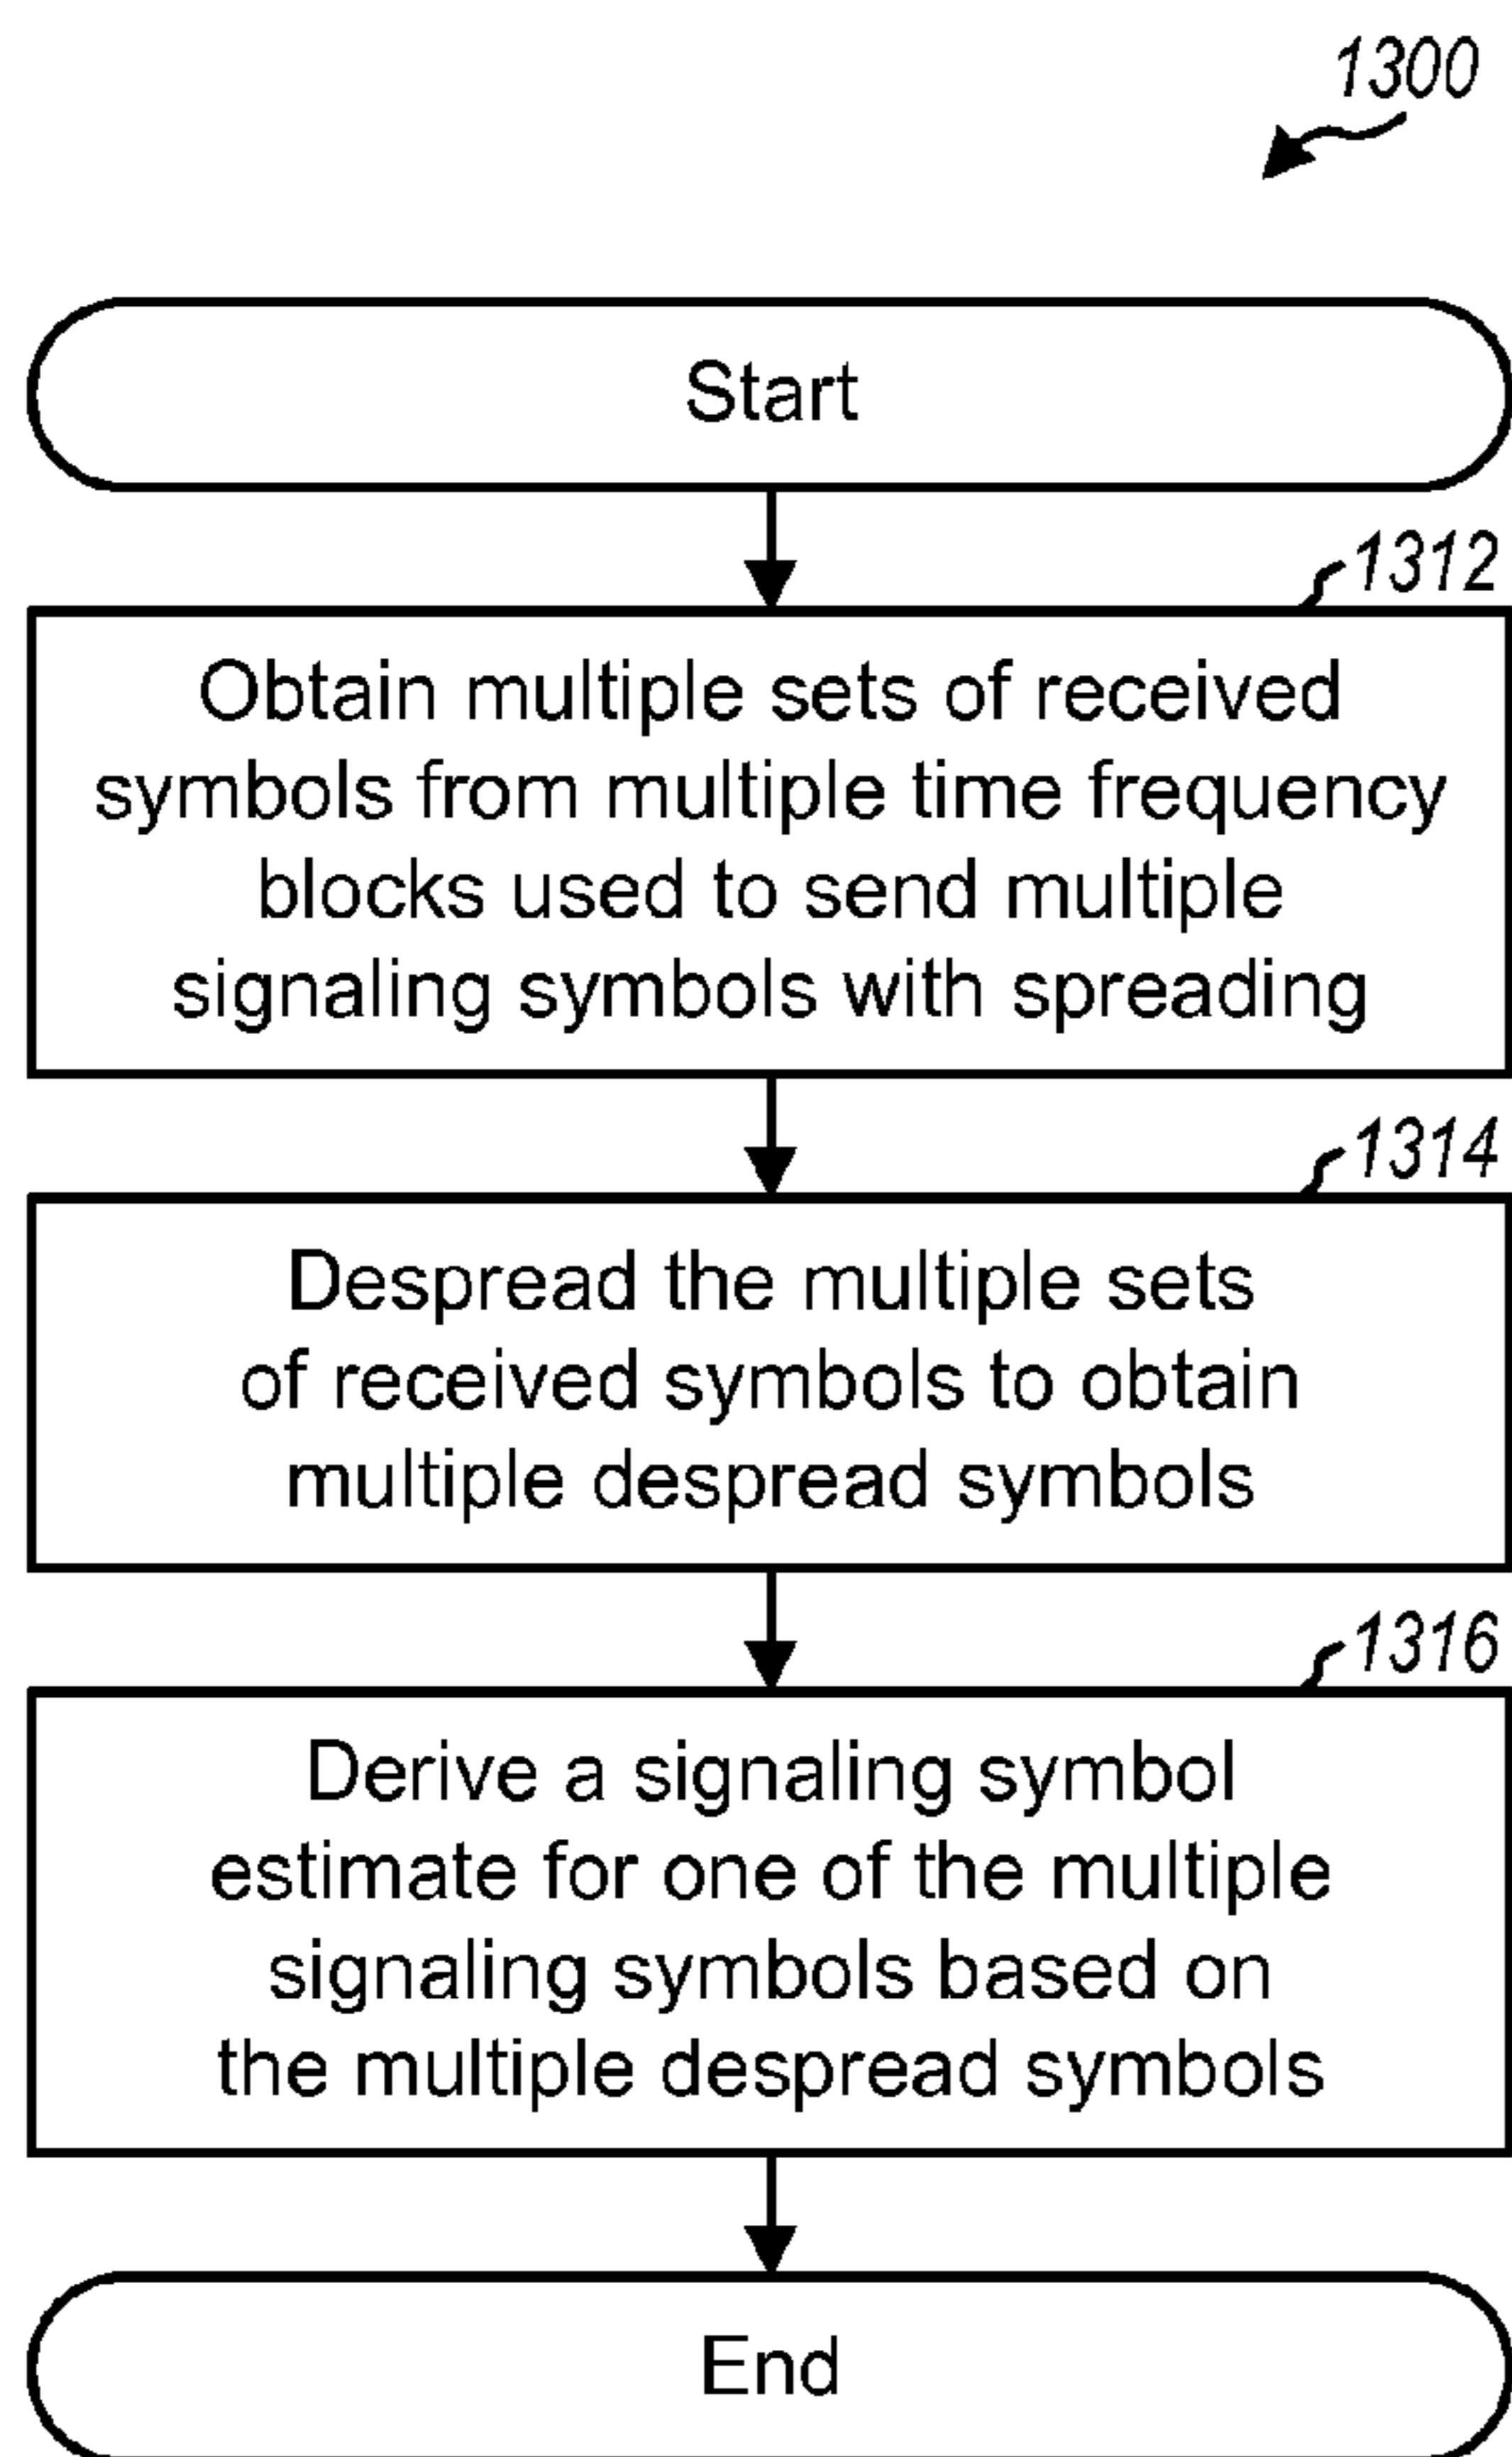 1300
Start
1312
Obtain multiple sets of received
symbols from multiple time frequency
blocks used to send multiple
signaling symbols with spreading
1314
Despread the multiple sets
of received symbols to obtain
multiple despread symbols
1316
Derive a signaling symbol
estimate for one of the multiple
signaling symbols based on
the multiple despread symbols
End